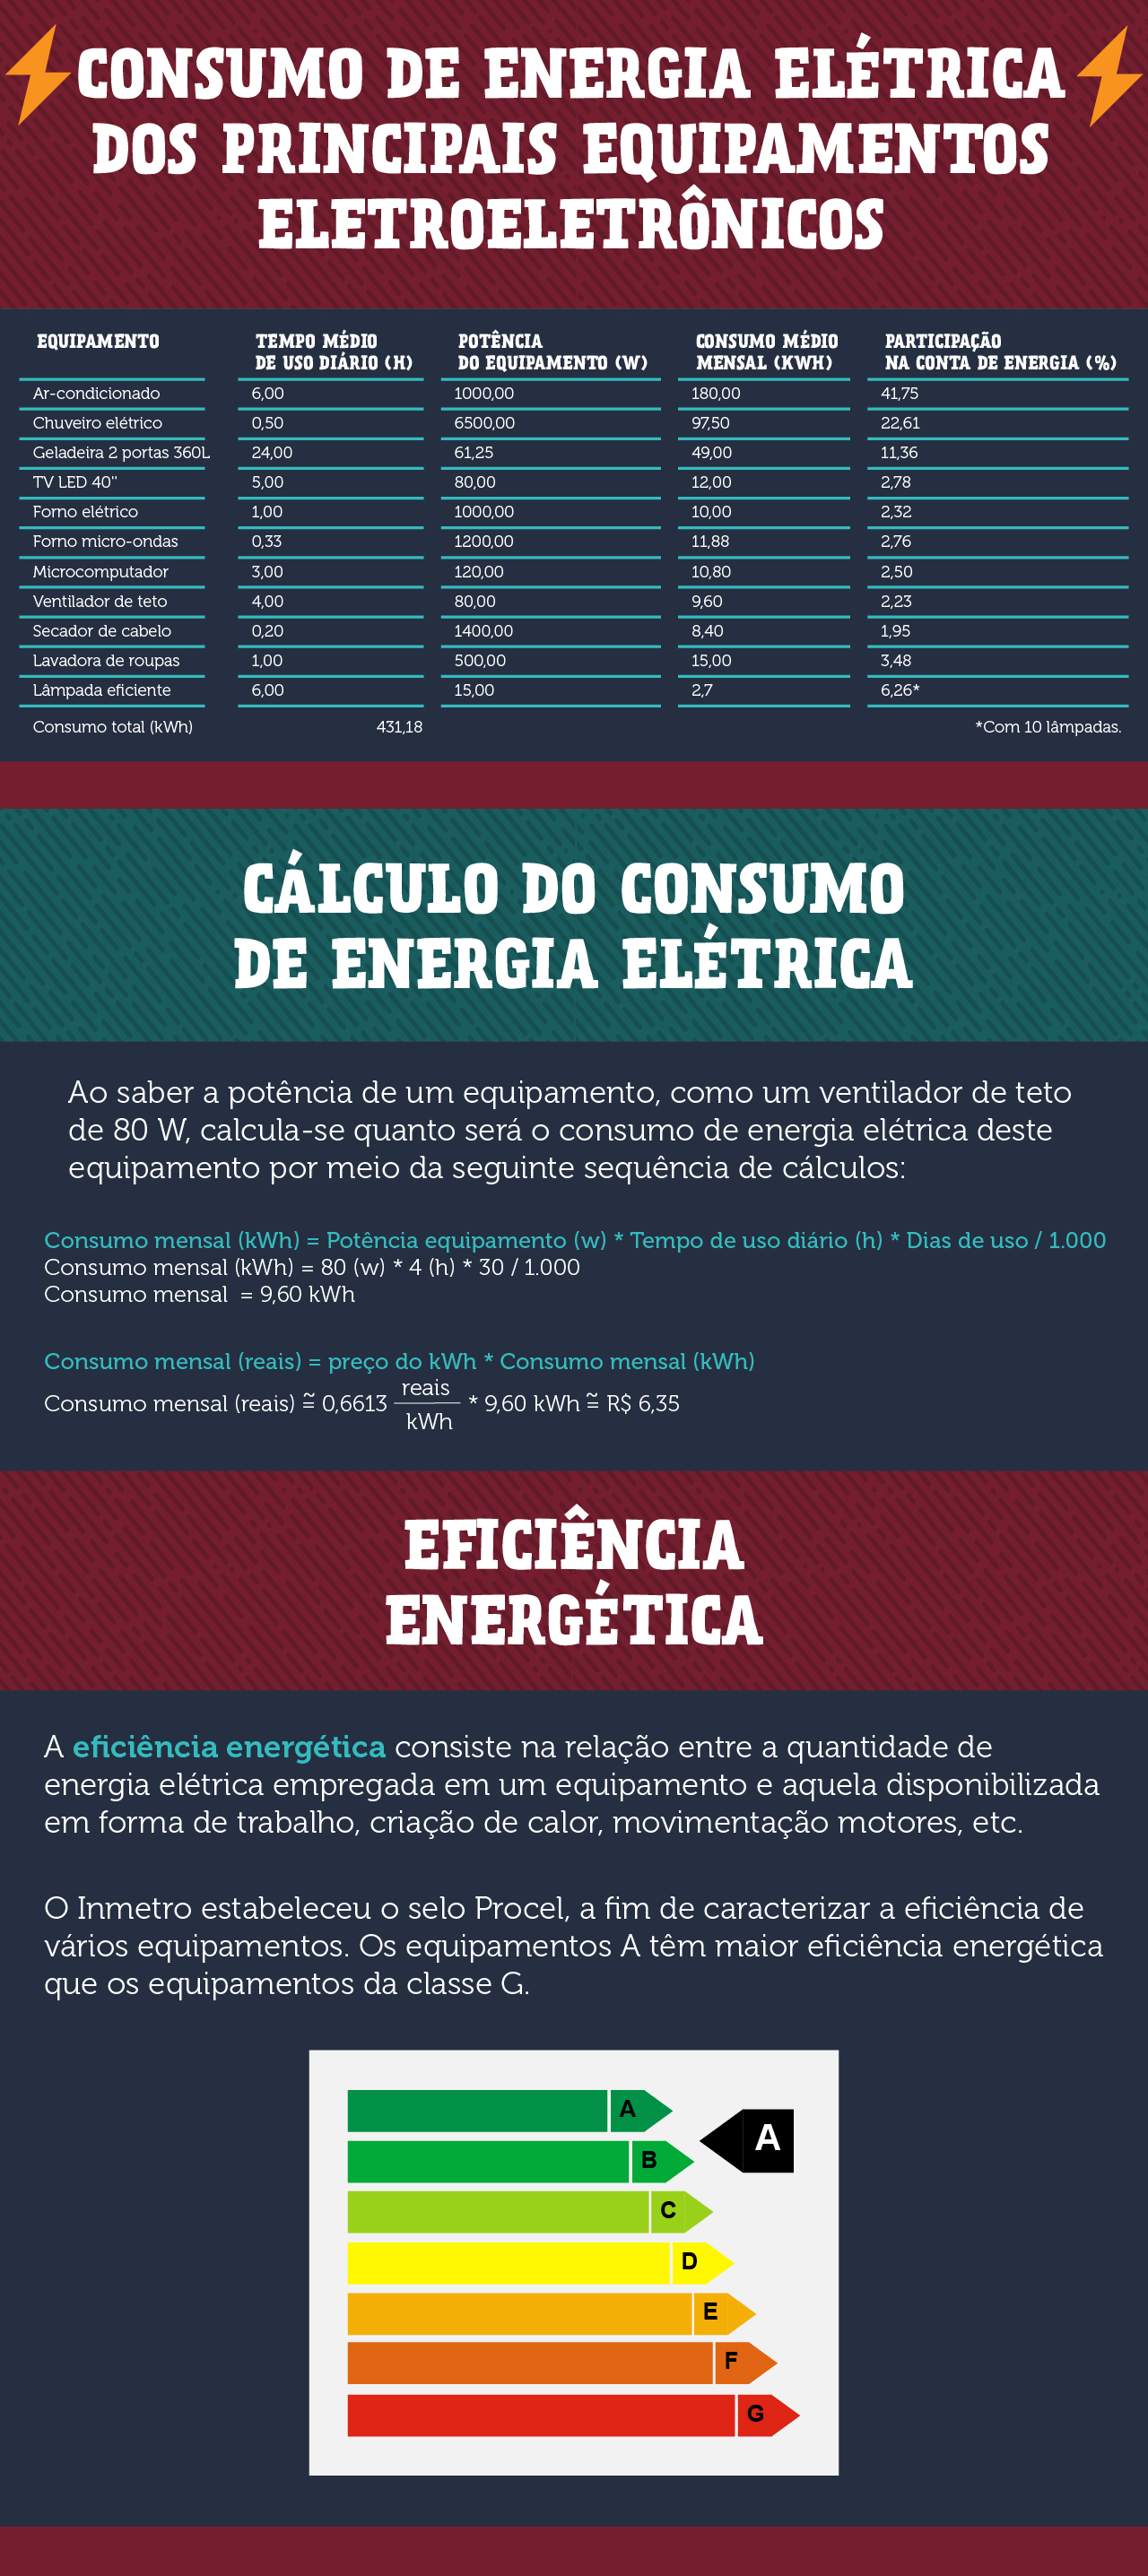 CONSUMO DE ENERGIA ELÉTRICA
DOS PRINCIPAIS EQUIPAMENTOS
ELETROELETRÔNICOS
EQUIPAMENTO TEMPO MÉDIO DE USO DIÁRIO (H) POTÊNCIA DO EQUIPAMENTO (W) CONSUMO MÉDIO MENSAL (KWH) PARTICIPAÇÃO NA CONTA DE ENERGIA (%)
Ar-condicionado 6,00 1000,00 180,00 41,75
Chuveiro elétrico 0,50 6500,00 97,50 22,61
Geladeira 2 portas 360L 24,00 61,25 49,00 11,36
TV LED 40" 5,00 80,00 12,00 2,78
Forno elétrico 1,00 1000,00 10,00 2,32
Forno micro-ondas 0,33 1200,00 11,88 2,76
Microcomputador 3,00 120,00 10,80 2,50
Ventilador de teto 4,00 80,00 9,60 2,23
Secador de cabelo 0,20 1400,00 8,40 1,95
Lavadora de roupas 1,00 500,00 15,00 3,48
Lâmpada eficiente 6,00 15,00 2,7 6,26*
Consumo total (kWh) 431,18 *Com 10 lâmpadas.
CÁLCULO DO CONSUMO
DE ENERGIA ELÉTRICA
Ao saber a potência de um equipamento, como um ventilador de teto
de 80 W, calcula-se quanto será o consumo de energia elétrica deste
equipamento por meio da seguinte sequência de cálculos:
Consumo mensal (kWh) = Potência equipamento (w) * Tempo de uso diário (h) * Dias de uso / 1.000
Consumo mensal (kWh) = 80 (w) * 4 (h) * 30 / 1.000
Consumo mensal = 9,60 kWh
Consumo mensal (reais) = preço do kWh * Consumo mensal (kWh)
Consumo mensal (reais) ≅ 0,6613 reais / kWh * 9,60 kWh ≅ R$ 6,35
EFICIÊNCIA
ENERGÉTICA
A eficiência energética consiste na relação entre a quantidade de
energia elétrica empregada em um equipamento e aquela disponibilizada
em forma de trabalho, criação de calor, movimentação motores, etc.
O Inmetro estabeleceu o selo Procel, a fim de caracterizar a eficiência de
vários equipamentos. Os equipamentos A têm maior eficiência energética
que os equipamentos da classe G.
A
A
B
C
D
E
F
G